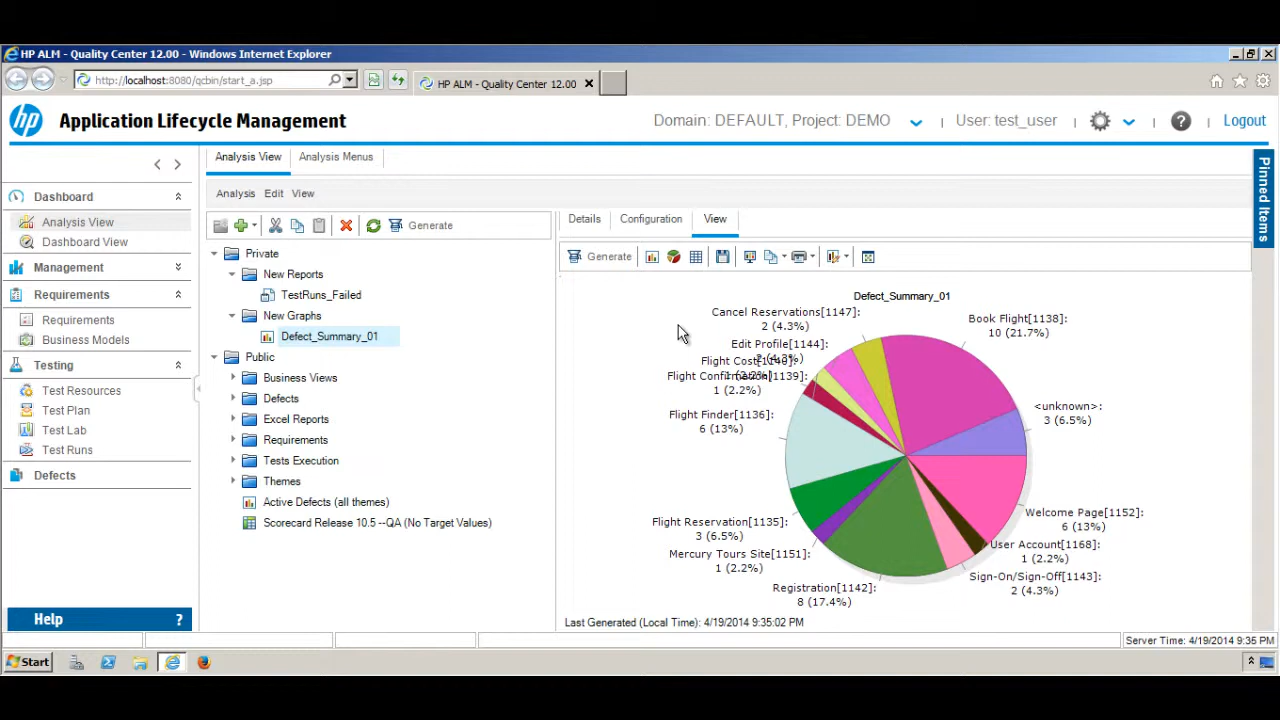 HP ALM - Quality Center 12.00 - Windows Internet Explorer
http://localhost:8080/qcbin/start_a.jsp
HP ALM - Quality Center 12.00
hp
Application Lifecycle Management
Domain: DEFAULT, Project: DEMO | User: test_user | ? | Logout
Pinned Items
Dashboard
Analysis View
Dashboard View
Management
Requirements
Requirements
Business Models
Testing
Test Resources
Test Plan
Test Lab
Test Runs
Defects
Help ?
Analysis View Analysis Menus
Analysis Edit View
Generate
Private
New Reports
TestRuns_Failed
New Graphs
Defect_Summary_01
Public
Business Views
Defects
Excel Reports
Requirements
Tests Execution
Themes
Active Defects (all themes)
Scorecard Release 10.5 --QA (No Target Values)
Details Configuration View
Generate
Defect_Summary_01
Cancel Reservations[1147]:
2 (4.3%)
Book Flight[1138]:
10 (21.7%)
Edit Profile[1144]:
Flight Confirmation[1139]:
1 (2.2%)
<unknown>:
3 (6.5%)
Flight Finder[1136]:
6 (13%)
Welcome Page[1152]:
6 (13%)
Flight Reservation[1135]:
3 (6.5%)
User Account[1168]:
1 (2.2%)
Mercury Tours Site[1151]:
1 (2.2%)
Sign-On/Sign-Off[1143]:
2 (4.3%)
Registration[1142]:
8 (17.4%)
Last Generated (Local Time): 4/19/2014 9:35:02 PM
Server Time: 4/19/2014 9:35 PM
Start